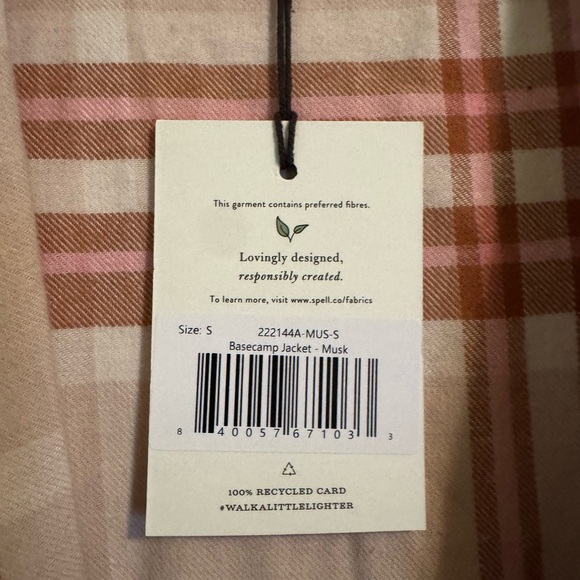 This garment contains preferred fibres.
Lovingly designed,
responsibly created.
To learn more, visit www.spell.co/fabrics
Size: S 222144A-MUS-S
Basecamp Jacket - Musk
8 40057 67103 3
100% RECYCLED CARD
#WALKALITTLELIGHTER